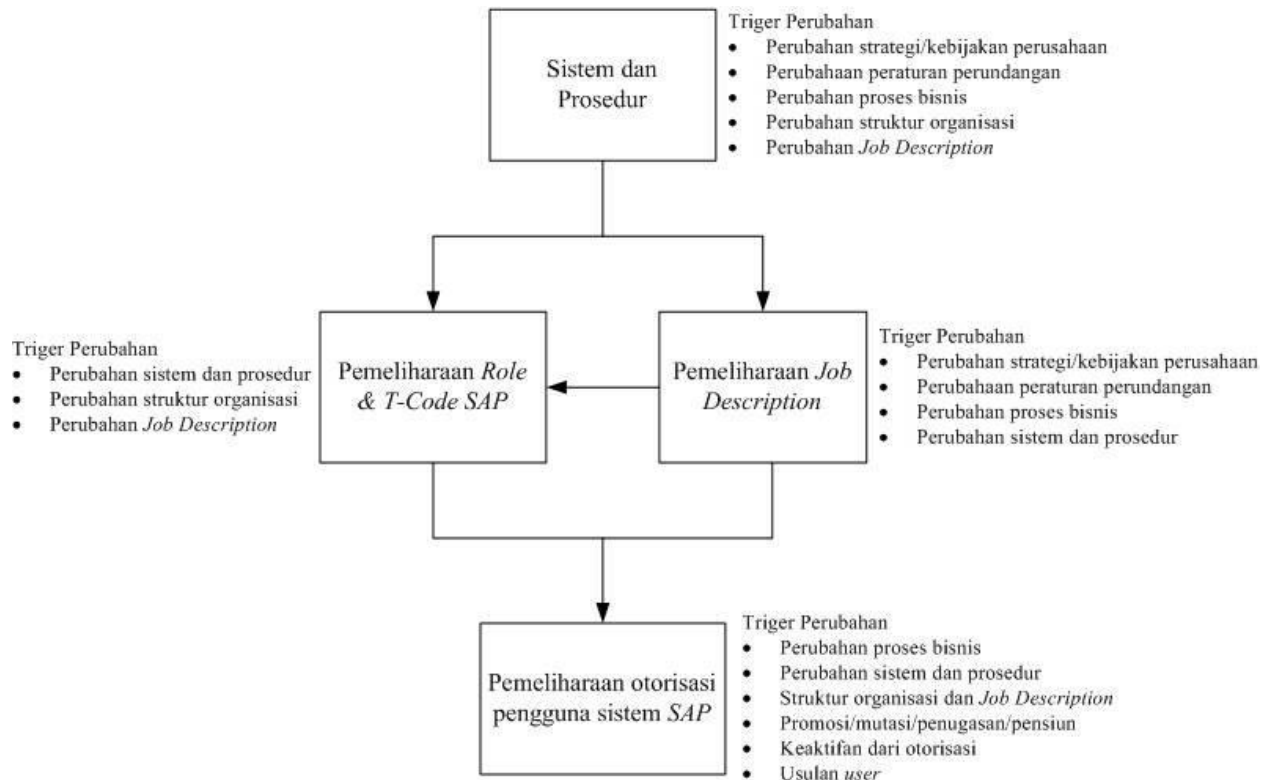 Triger Perubahan
• Perubahan strategi/kebijakan perusahaan
• Perubahaan peraturan perundangan
• Perubahan proses bisnis
• Perubahan struktur organisasi
• Perubahan Job Description
Sistem dan
Prosedur
Triger Perubahan
• Perubahan sistem dan prosedur
• Perubahan struktur organisasi
• Perubahan Job Description
Pemeliharaan Role
& T-Code SAP
Pemeliharaan Job
Description
Triger Perubahan
• Perubahan strategi/kebijakan perusahaan
• Perubahaan peraturan perundangan
• Perubahan proses bisnis
• Perubahan sistem dan prosedur
Pemeliharaan otorisasi
pengguna sistem SAP
Triger Perubahan
• Perubahan proses bisnis
• Perubahan sistem dan prosedur
• Struktur organisasi dan Job Description
• Promosi/mutasi/penugasan/pensiun
• Keaktifan dari otorisasi
• Usulan user